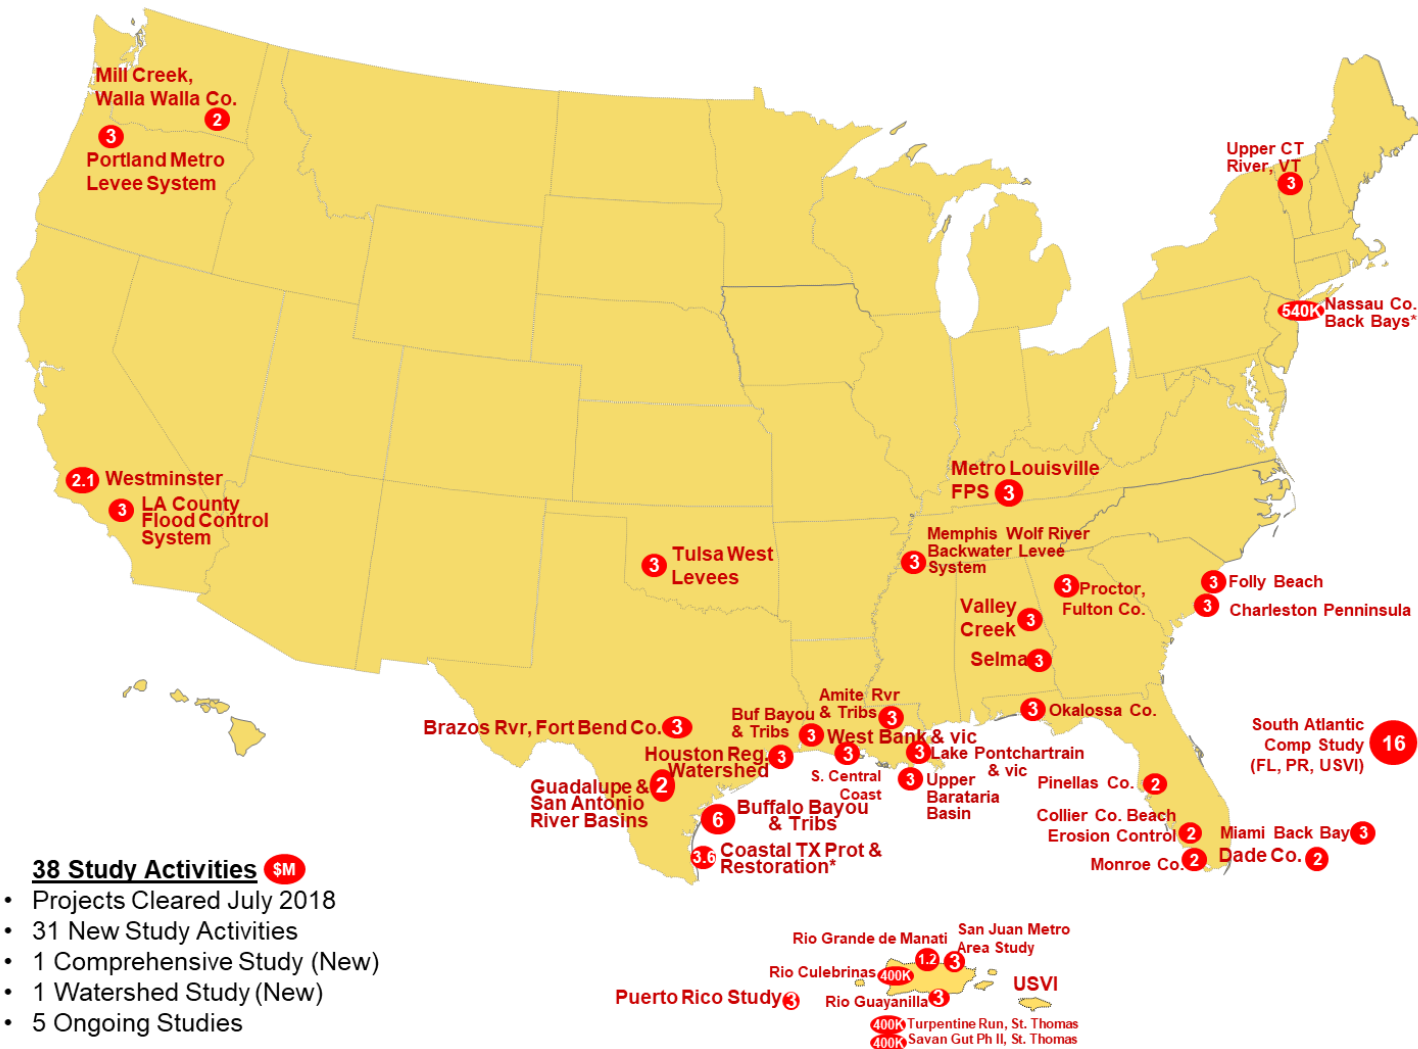 Mill Creek,
Walla Walla Co.
2
3
Portland Metro
Levee System
Upper CT
River, VT
3
540K
Nassau Co.
Back Bays*
2.1 Westminster
3 LA County
Flood Control
System
Metro Louisville
FPS 3
3 Tulsa West
Levees
Memphis Wolf River
Backwater Levee
System
3
3 Proctor,
Fulton Co.
3 Folly Beach
3 Charleston Penninsula
Valley
Creek 3
Selma 3
3 Okalossa Co.
Amite Rvr
& Tribs 3
Buf Bayou
& Tribs 3
West Bank & vic
3
Brazos Rvr, Fort Bend Co. 3
Houston Reg.
Watershed 3
3 Lake Pontchartrain
& vic
S. Central
Coast
3 Upper
Barataria
Basin
Guadalupe &
San Antonio
River Basins
2
6 Buffalo Bayou
& Tribs
3.6 Coastal TX Prot &
Restoration*
South Atlantic
Comp Study
(FL, PR, USVI)
16
Pinellas Co. 2
Collier Co. Beach
Erosion Control 2
Monroe Co. 2
Miami Back Bay 3
Dade Co. 2
38 Study Activities $M
• Projects Cleared July 2018
• 31 New Study Activities
• 1 Comprehensive Study (New)
• 1 Watershed Study (New)
• 5 Ongoing Studies
Rio Grande de Manati
1.2
San Juan Metro
Area Study
3
Rio Culebrinas 400K
Puerto Rico Study 3
Rio Guayanilla 3
USVI
400K Turpentine Run, St. Thomas
400K Savan Gut Ph II, St. Thomas